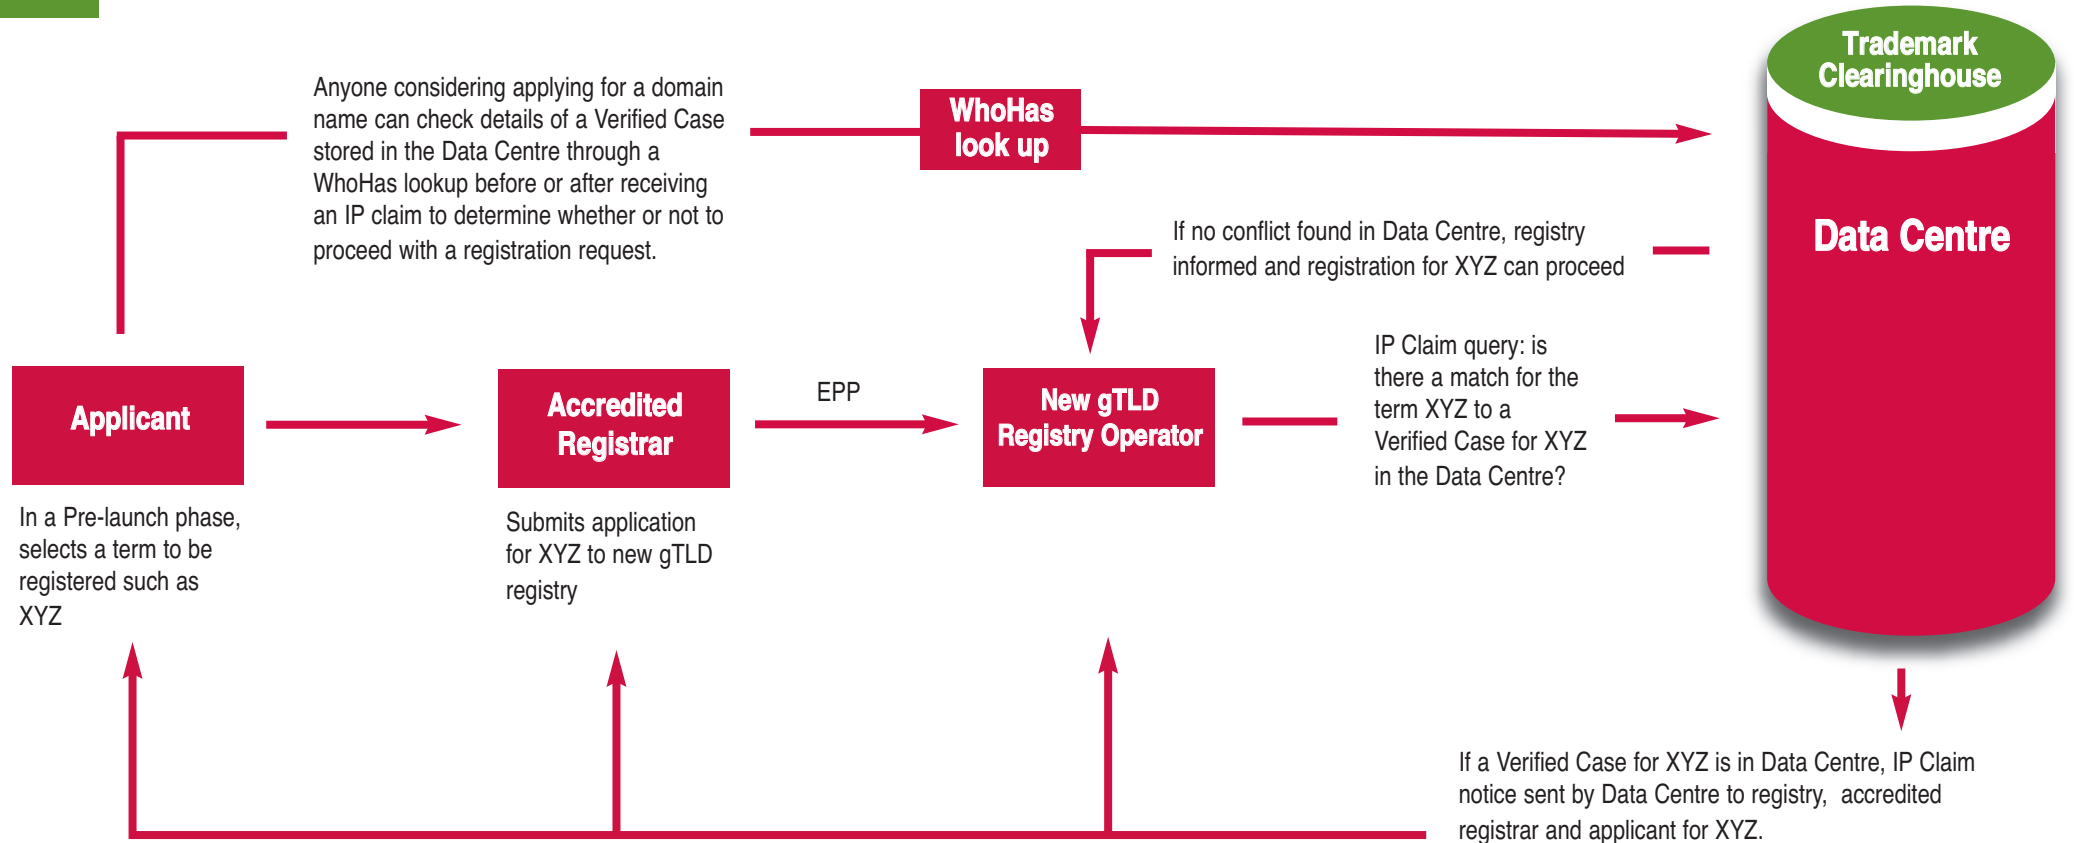 Trademark
Clearinghouse
Anyone considering applying for a domain
name can check details of a Verified Case
stored in the Data Centre through a
WhoHas lookup before or after receiving
an IP claim to determine whether or not to
proceed with a registration request.
WhoHas
look up
Data Centre
If no conflict found in Data Centre, registry
informed and registration for XYZ can proceed
Applicant
Accredited
Registrar
EPP
New gTLD
Registry Operator
IP Claim query: is
there a match for the
term XYZ to a
Verified Case for XYZ
in the Data Centre?
In a Pre-launch phase,
selects a term to be
registered such as
XYZ
Submits application
for XYZ to new gTLD
registry
If a Verified Case for XYZ is in Data Centre, IP Claim
notice sent by Data Centre to registry, accredited
registrar and applicant for XYZ.